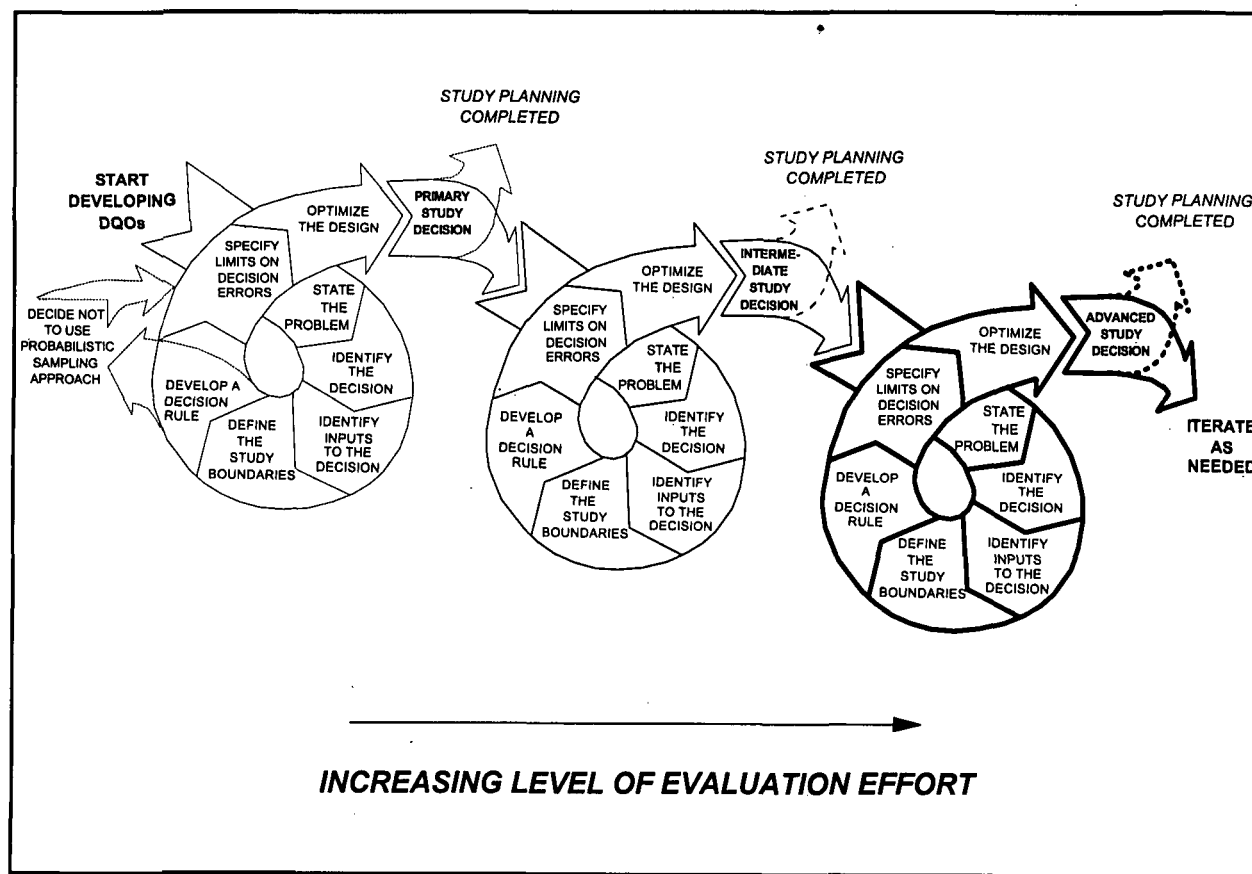 STUDY PLANNING
COMPLETED
START
DEVELOPING
DQOs
OPTIMIZE
THE DESIGN
PRIMARY
STUDY
DECISION
SPECIFY
LIMITS ON
DECISION
ERRORS
STATE
THE
PROBLEM
IDENTIFY
THE
DECISION
IDENTIFY
INPUTS
TO THE
DECISION
DEFINE
THE
STUDY
BOUNDARIES
DEVELOP A
DECISION
RULE
DECIDE NOT
TO USE
PROBABILISTIC
SAMPLING
APPROACH
STUDY PLANNING
COMPLETED
OPTIMIZE
THE DESIGN
INTERME-
DIATE
STUDY
DECISION
SPECIFY
LIMITS ON
DECISION
ERRORS
STATE
THE
PROBLEM
IDENTIFY
THE
DECISION
IDENTIFY
INPUTS
TO THE
DECISION
DEFINE
THE
STUDY
BOUNDARIES
DEVELOP
A
DECISION
RULE
STUDY PLANNING
COMPLETED
OPTIMIZE
THE DESIGN
ADVANCED
STUDY
DECISION
SPECIFY
LIMITS ON
DECISION
ERRORS
STATE
THE
PROBLEM
IDENTIFY
THE
DECISION
IDENTIFY
INPUTS
TO THE
DECISION
DEFINE
THE
STUDY
BOUNDARIES
DEVELOP
A
DECISION
RULE
ITERATE
AS
NEEDED
INCREASING LEVEL OF EVALUATION EFFORT